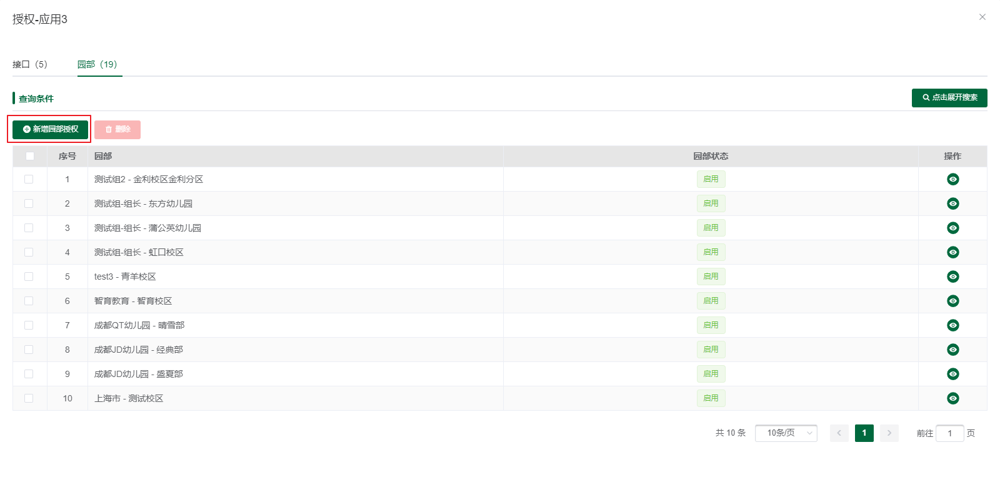 授权-应用3
接口（5） 园部（19）
查询条件 点击展开搜索
新增园部授权 删除
序号 园部 园部状态 操作
1 测试组2 - 金利校区金利分区 启用
2 测试组-组长 - 东方幼儿园 启用
3 测试组-组长 - 蒲公英幼儿园 启用
4 测试组-组长 - 虹口校区 启用
5 test3 - 青羊校区 启用
6 智育教育 - 智育校区 启用
7 成都QT幼儿园 - 晴雪部 启用
8 成都JD幼儿园 - 经典部 启用
9 成都JD幼儿园 - 盛夏部 启用
10 上海市 - 测试校区 启用
共 10 条 10条/页 1 前往 1 页